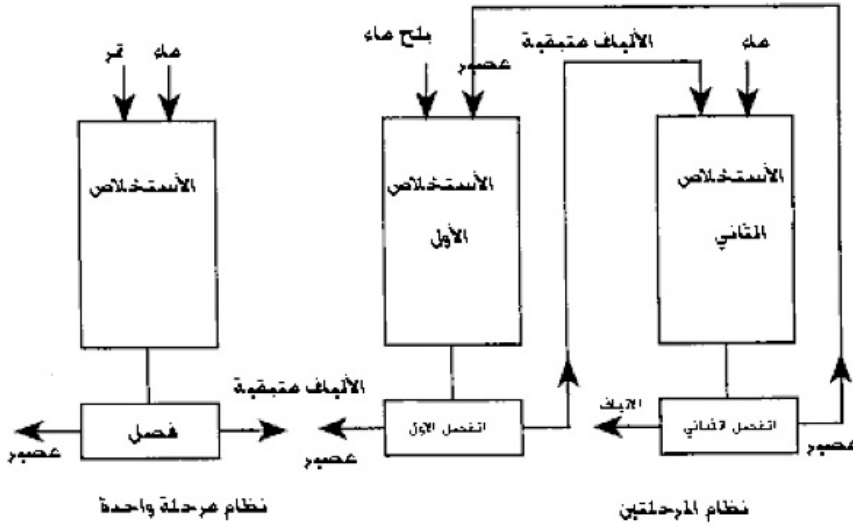 تمر
ماء
الأستخلاص
فصل
عصير
الألياف متبقية
نظام مرحلة واحدة
بلح ماء
عصير
الألياف متبقية
ماء
الأستخلاص
الأول
الأستخلاص
الثاني
الفصل الأول
عصير
الفصل الثاني
الالياف
عصير
نظام المرحلتين